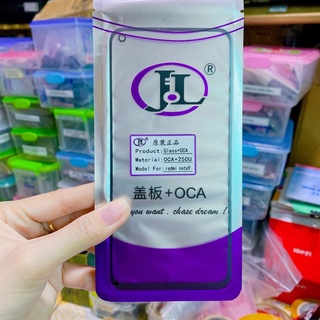 JL®
JL 原装正品
Product: Glass+OCA
Material: OCA+250U
Model For: redmi note9
盖板+OCA
you want , chase dream (